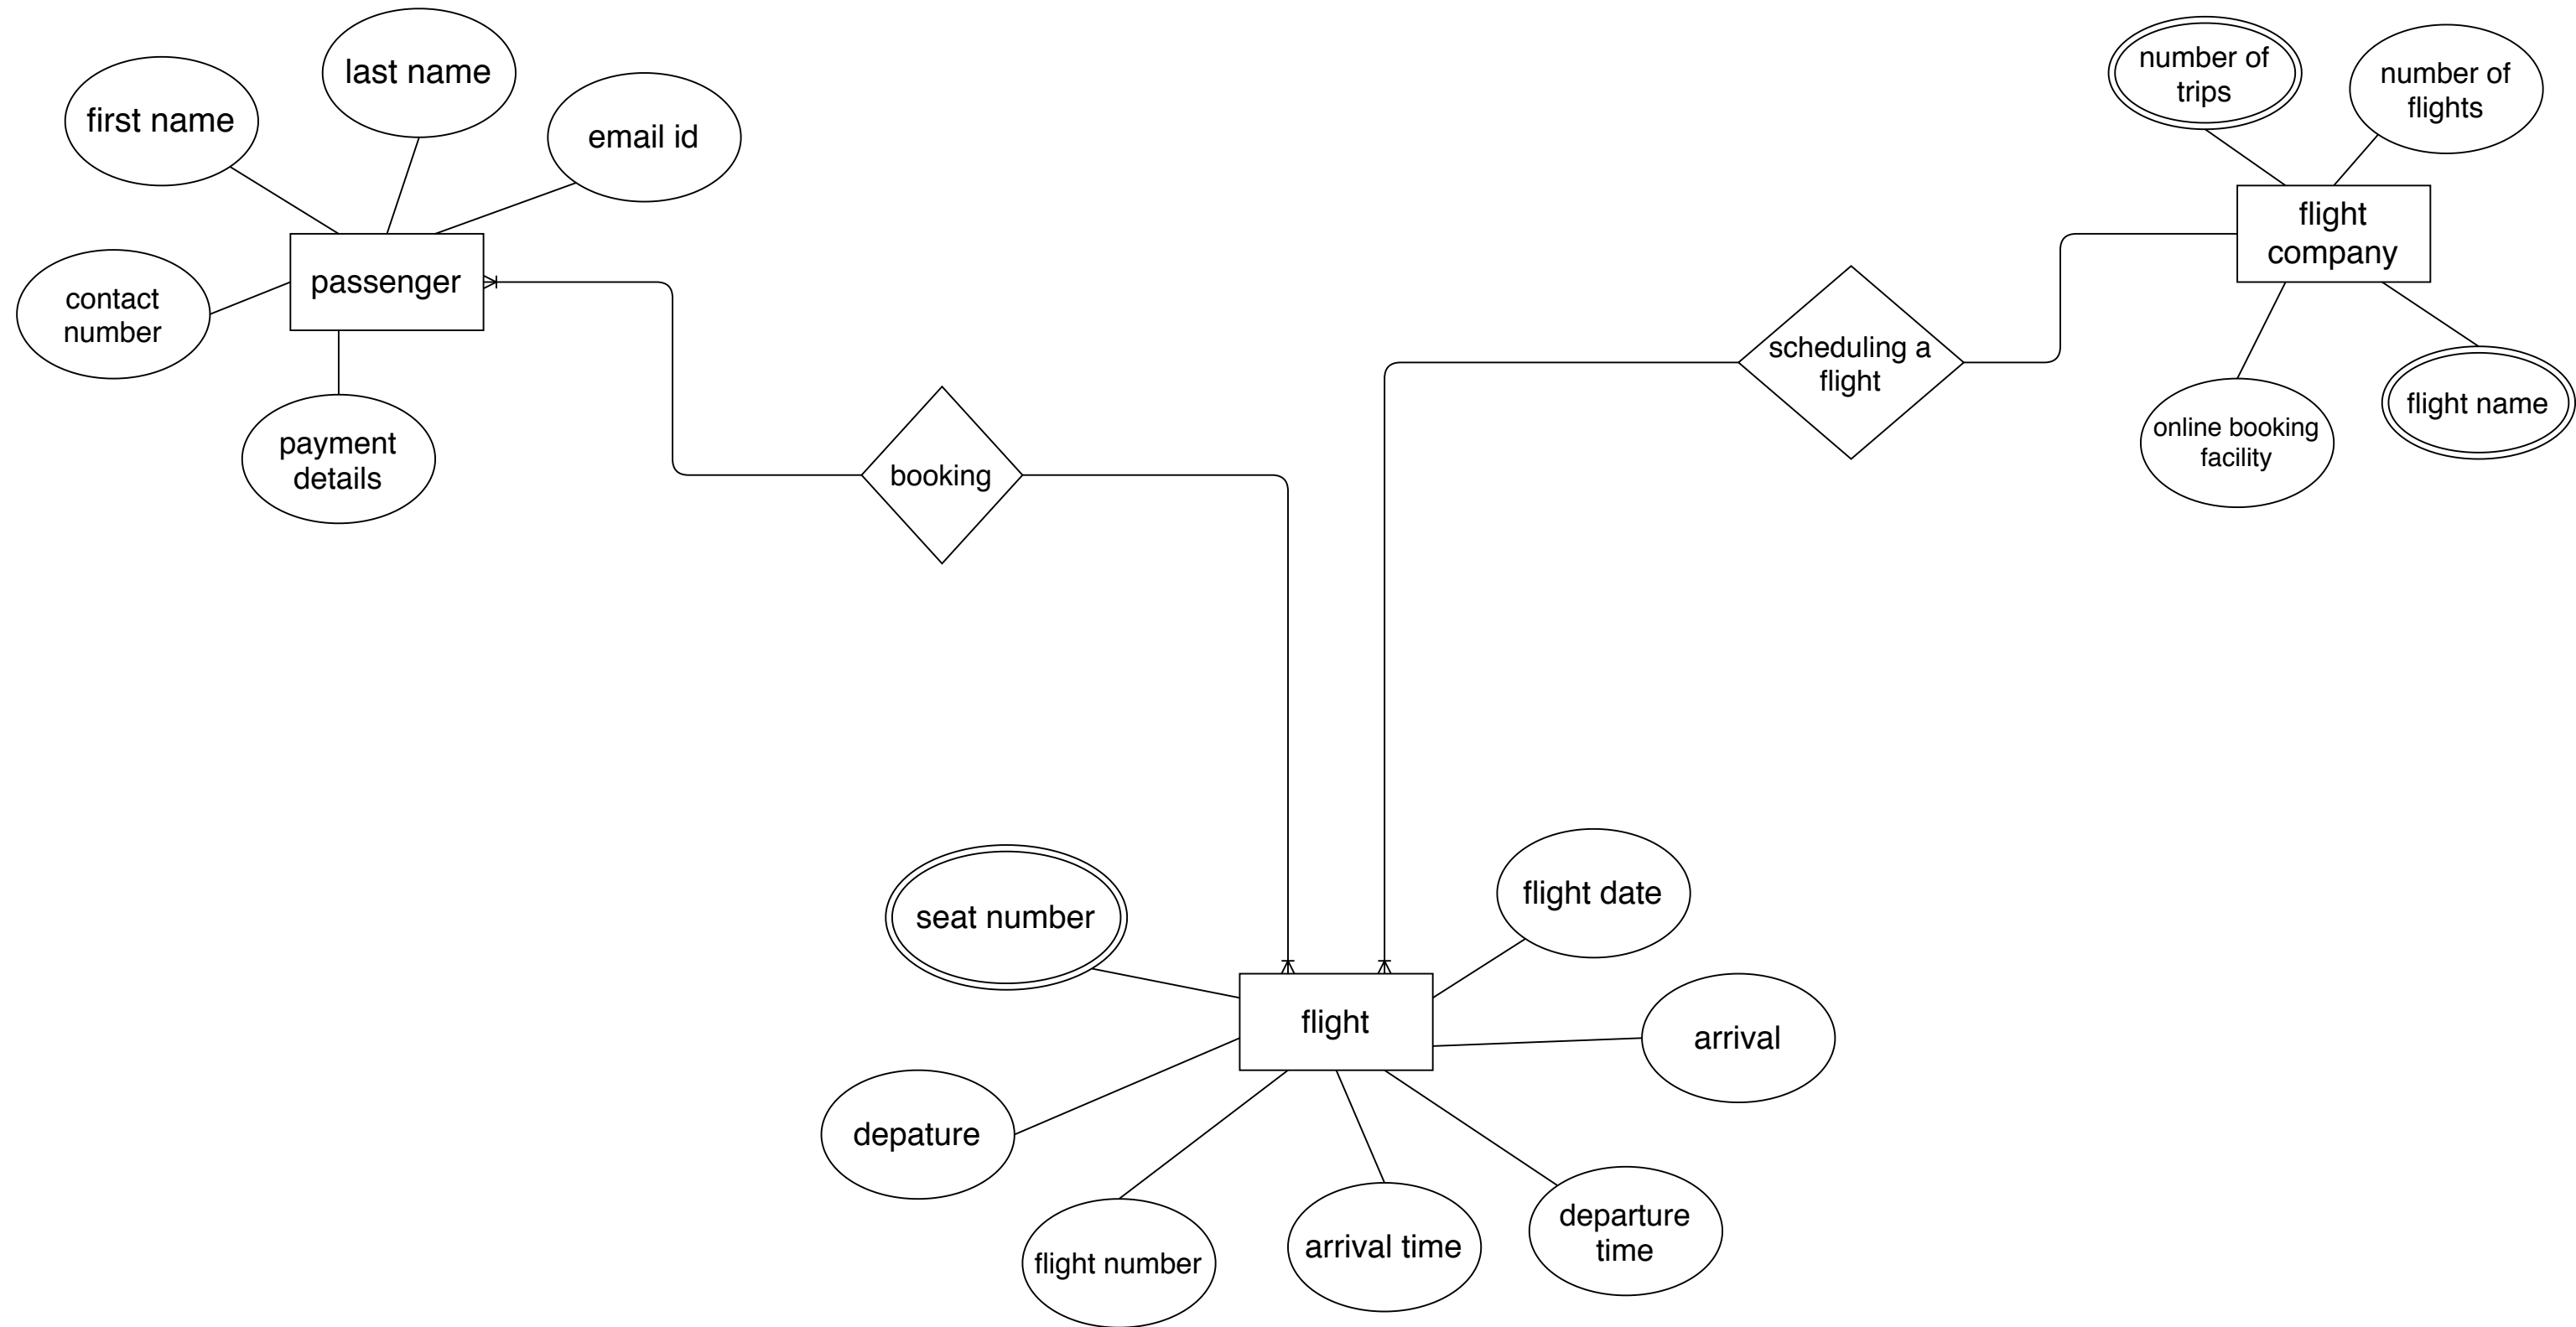 last name
first name
email id
number of
trips
number of
flights
passenger
flight
company
contact
number
payment
details
scheduling a
flight
booking
online booking
facility
flight name
seat number
flight date
flight
arrival
depature
flight number
arrival time
departure
time